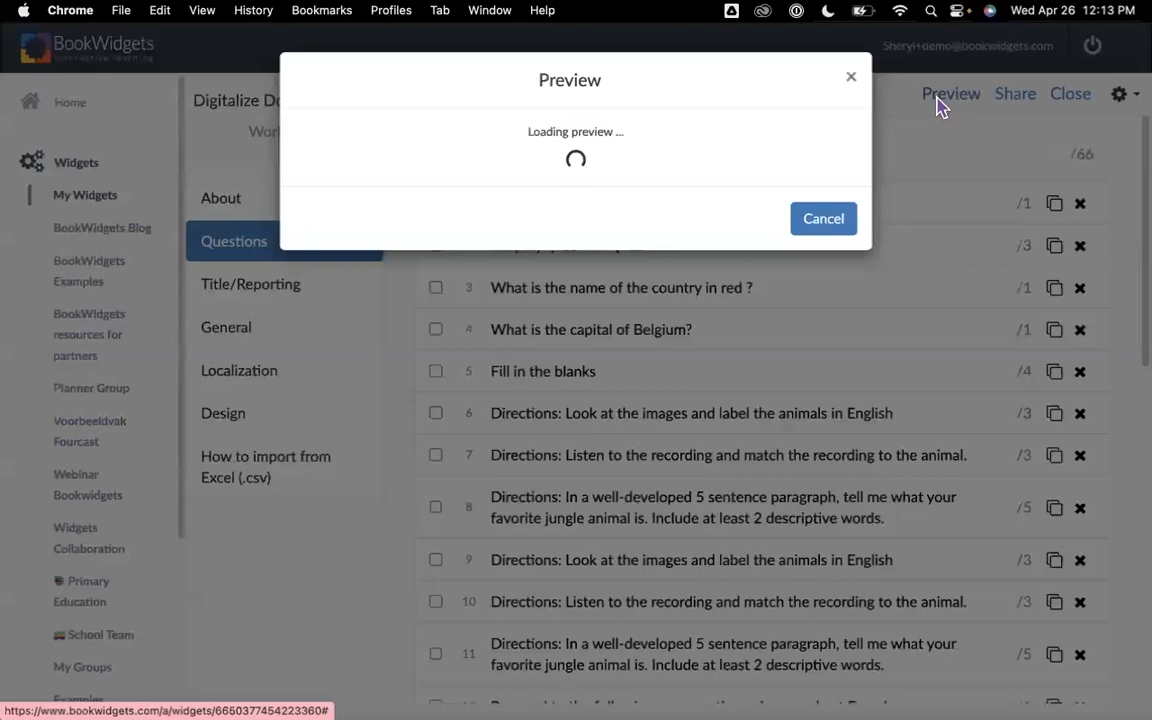 Chrome File Edit View History Bookmarks Profiles Tab Window Help Wed Apr 26 12:13 PM
BookWidgets
interactive learning
Sheryl+demo@bookwidgets.com
Preview
×
Loading preview ...
Cancel
Home
Widgets
My Widgets
BookWidgets Blog
BookWidgets
Examples
BookWidgets
resources for
partners
Planner Group
Voorbeeldvak
Fourcast
Webinar
Bookwidgets
Widgets
Collaboration
Primary
Education
School Team
My Groups
Examples
Digitalize
Preview Share Close
/66
About
Questions
Title/Reporting
General
Localization
Design
How to import from
Excel (.csv)
/1
/3
3 What is the name of the country in red ? /1
4 What is the capital of Belgium? /1
5 Fill in the blanks /4
6 Directions: Look at the images and label the animals in English /3
7 Directions: Listen to the recording and match the recording to the animal. /3
8 Directions: In a well-developed 5 sentence paragraph, tell me what your
favorite jungle animal is. Include at least 2 descriptive words. /5
9 Directions: Look at the images and label the animals in English /3
10 Directions: Listen to the recording and match the recording to the animal. /3
11 Directions: In a well-developed 5 sentence paragraph, tell me what your
favorite jungle animal is. Include at least 2 descriptive words. /5
https://www.bookwidgets.com/a/widgets/6650377454223360#